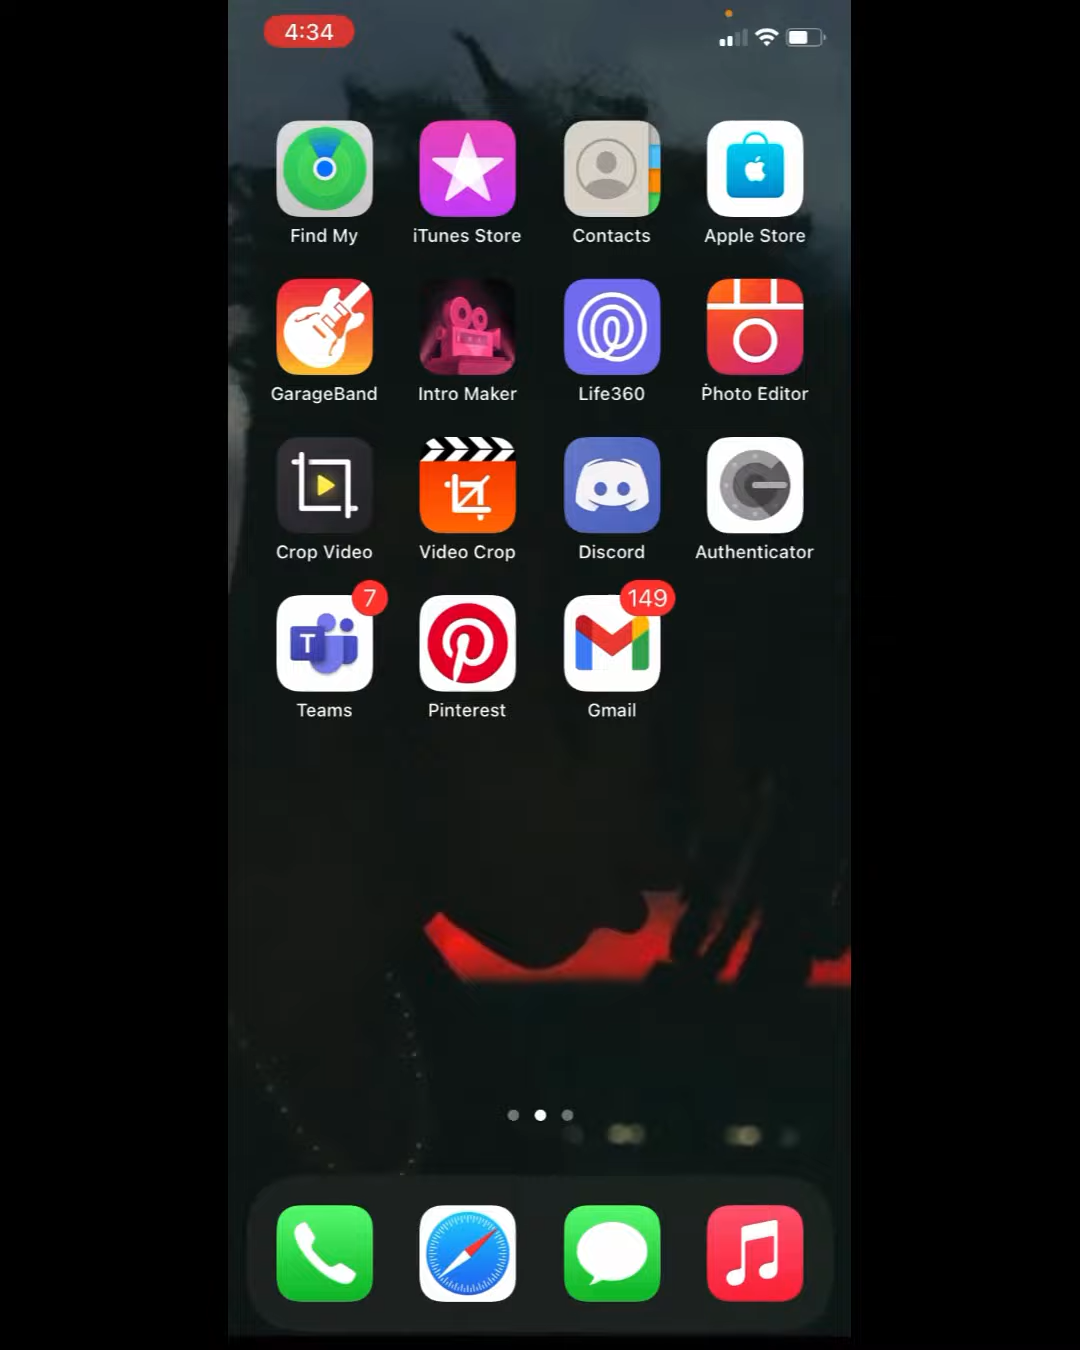 4:34
Find My
iTunes Store
Contacts
Apple Store
GarageBand
Intro Maker
Life360
Ṗhoto Editor
Crop Video
Video Crop
Discord
Authenticator
7
149
T
Teams
Pinterest
Gmail